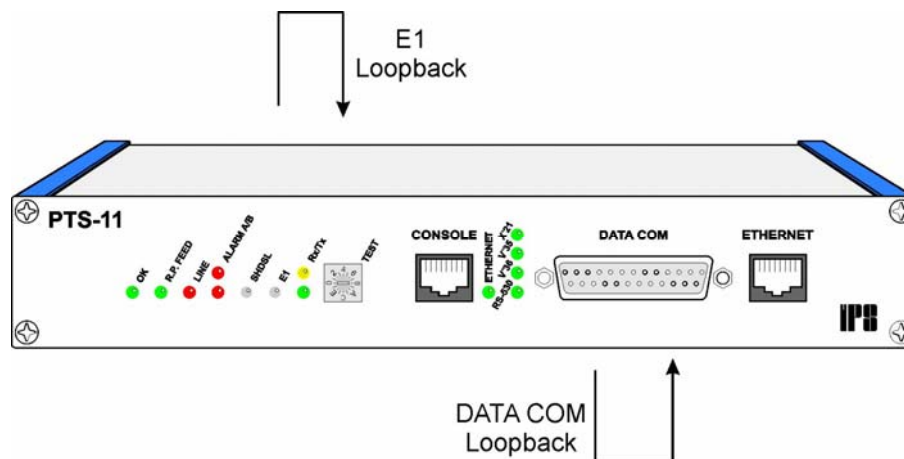 E1
Loopback
PTS-11
OK
R.P. FEED
LINE
ALARM A/B
SHDSL
E1
Rx/Tx
TEST
CONSOLE
ETHERNET
X'21
V'35
V'36
RS-530
DATA COM
ETHERNET
IPS
DATA COM
Loopback